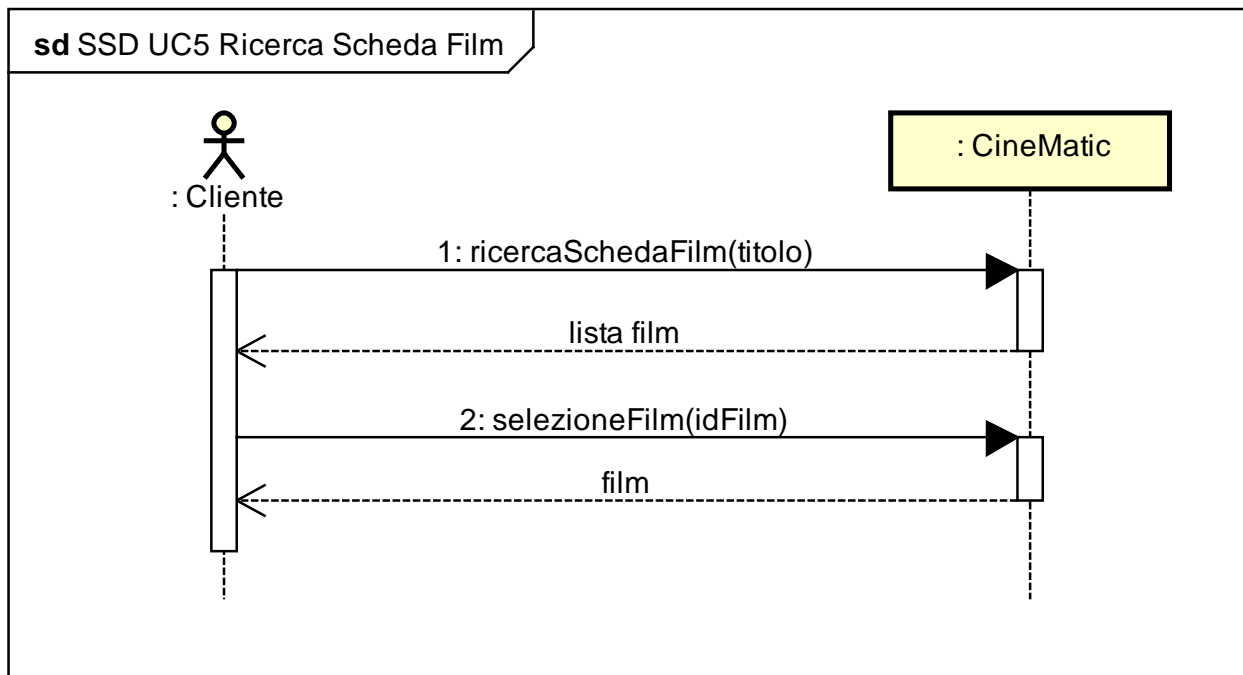 sd SSD UC5 Ricerca Scheda Film
: Cliente
: CineMatic
1: ricercaSchedaFilm(titolo)
lista film
2: selezioneFilm(idFilm)
film